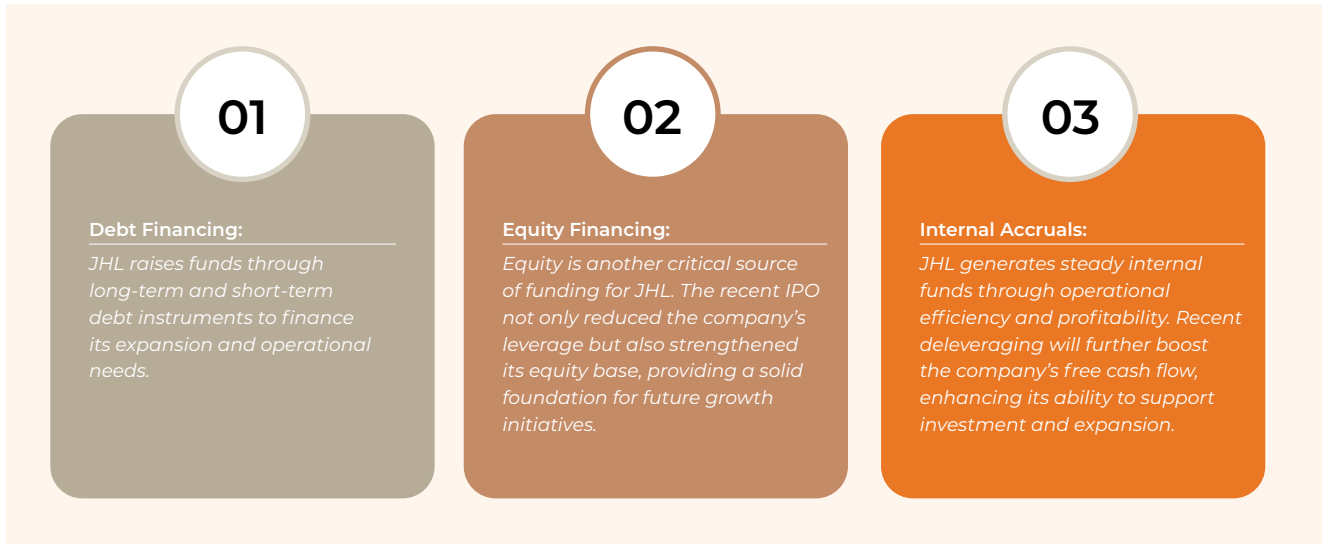 01
Debt Financing:
JHL raises funds through
long-term and short-term
debt instruments to finance
its expansion and operational
needs.
02
Equity Financing:
Equity is another critical source
of funding for JHL. The recent IPO
not only reduced the company’s
leverage but also strengthened
its equity base, providing a solid
foundation for future growth
initiatives.
03
Internal Accruals:
JHL generates steady internal
funds through operational
efficiency and profitability. Recent
deleveraging will further boost
the company’s free cash flow,
enhancing its ability to support
investment and expansion.